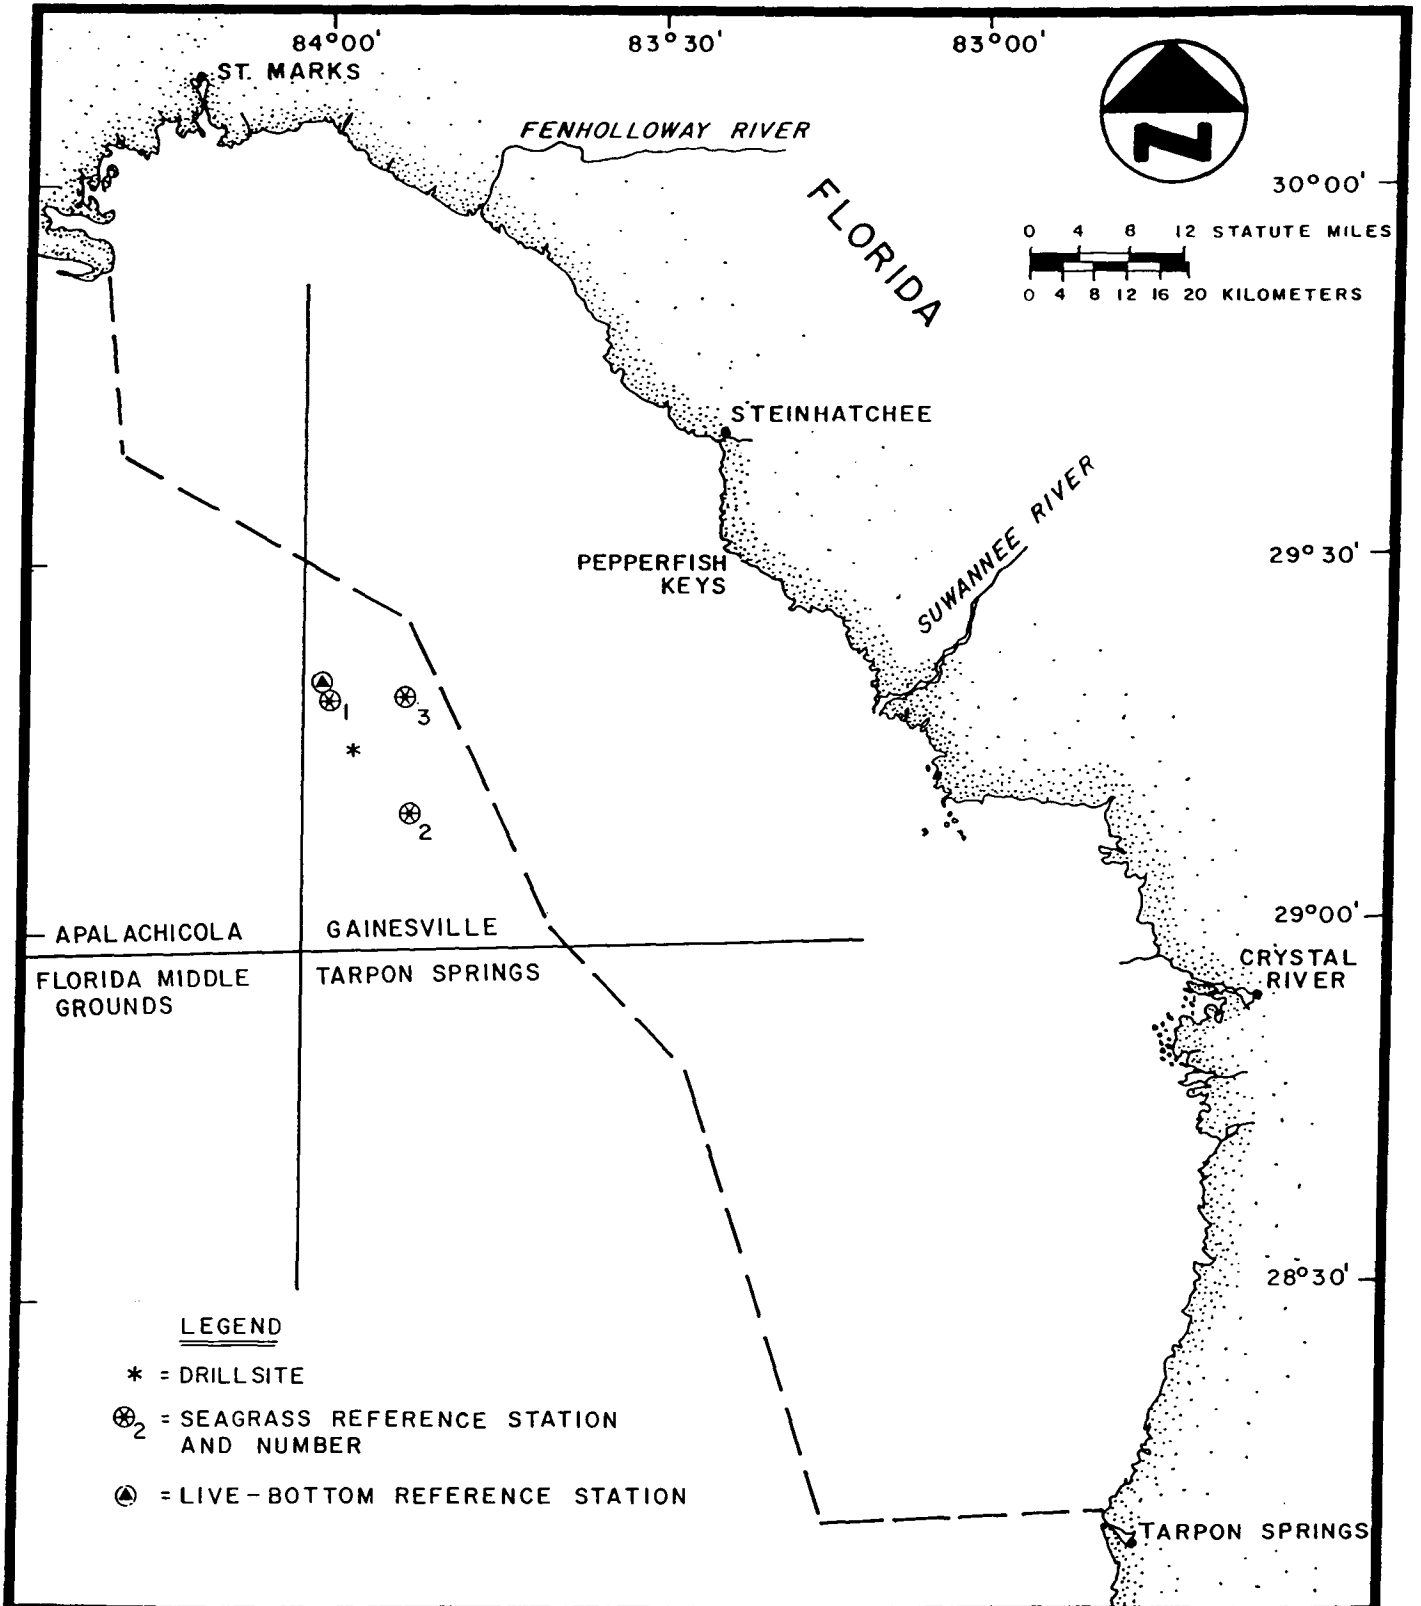 84°00'
83°30'
83°00'
ST. MARKS
FENHOLLOWAY RIVER
N
30°00'
FLORIDA
0 4 8 12 STATUTE MILES
0 4 8 12 16 20 KILOMETERS
STEINHATCHEE
SUWANNEE RIVER
29°30'
PEPPERFISH
KEYS
1
3
2
29°00'
APALACHICOLA
GAINESVILLE
CRYSTAL
RIVER
FLORIDA MIDDLE
GROUNDS
TARPON SPRINGS
28°30'
LEGEND
* = DRILLSITE
2 = SEAGRASS REFERENCE STATION
AND NUMBER
= LIVE-BOTTOM REFERENCE STATION
TARPON SPRINGS